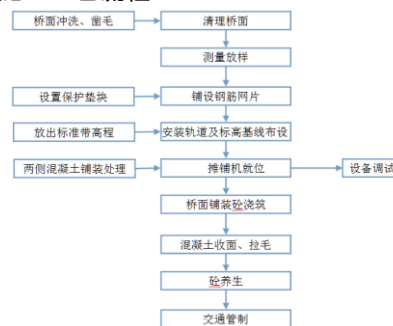 桥面冲洗、凿毛
清理桥面
测量放样
设置保护垫块
铺设钢筋网片
放出标准带高程
安装轨道及标高基线布设
两侧混凝土铺装处理
摊铺机就位
设备调试
桥面铺装砼浇筑
混凝土收面、拉毛
砼养生
交通管制